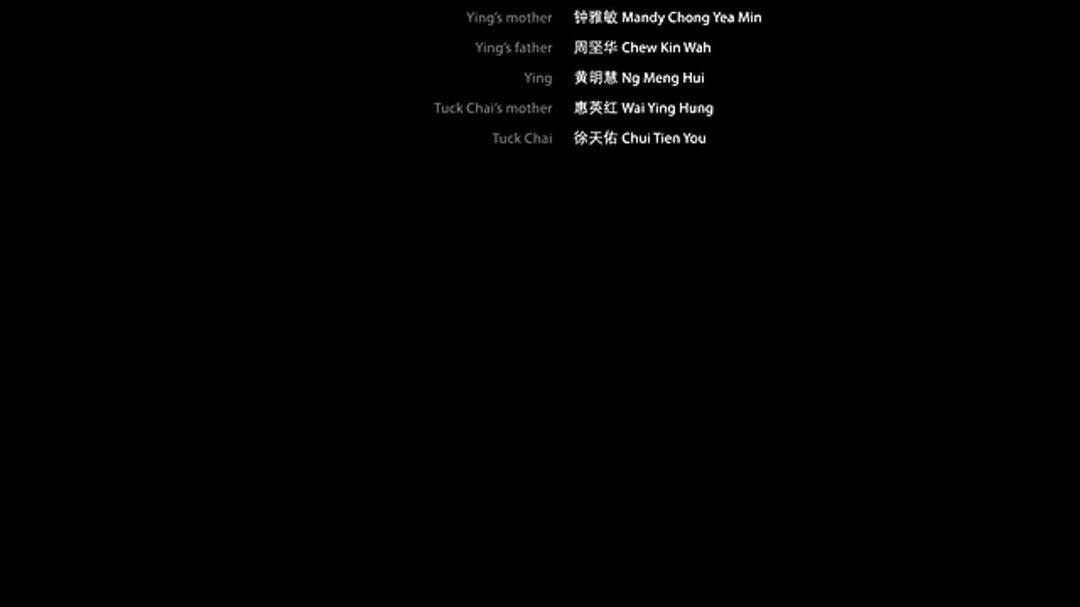 Ying's mother 钟雅敏 Mandy Chong Yea Min
Ying's father 周坚华 Chew Kin Wah
Ying 黄明慧 Ng Meng Hui
Tuck Chai's mother 惠英红 Wai Ying Hung
Tuck Chai 徐天佑 Chui Tien You